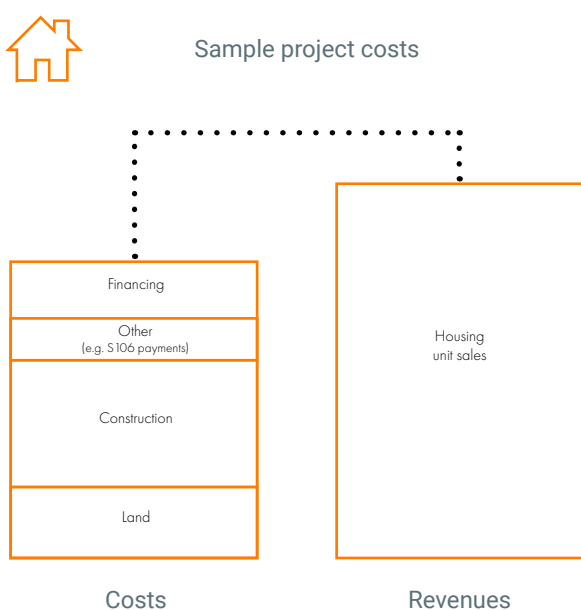 Sample project costs
Financing
Other
(e.g. S106 payments)
Construction
Land
Housing
unit sales
Costs
Revenues